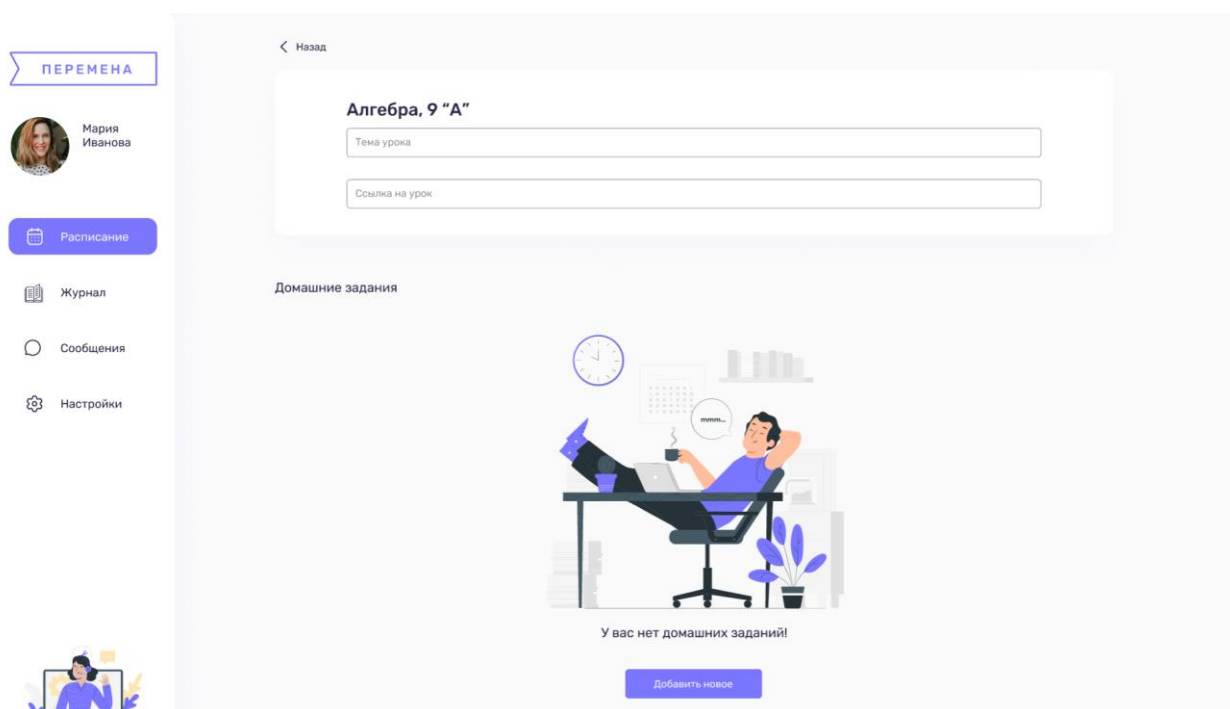 ПЕРЕМЕНА
Мария
Иванова
Расписание
Журнал
Сообщения
Настройки
Назад
Алгебра, 9 “А”
Тема урока
Ссылка на урок
Домашние задания
mmm...
У вас нет домашних заданий!
Добавить новое